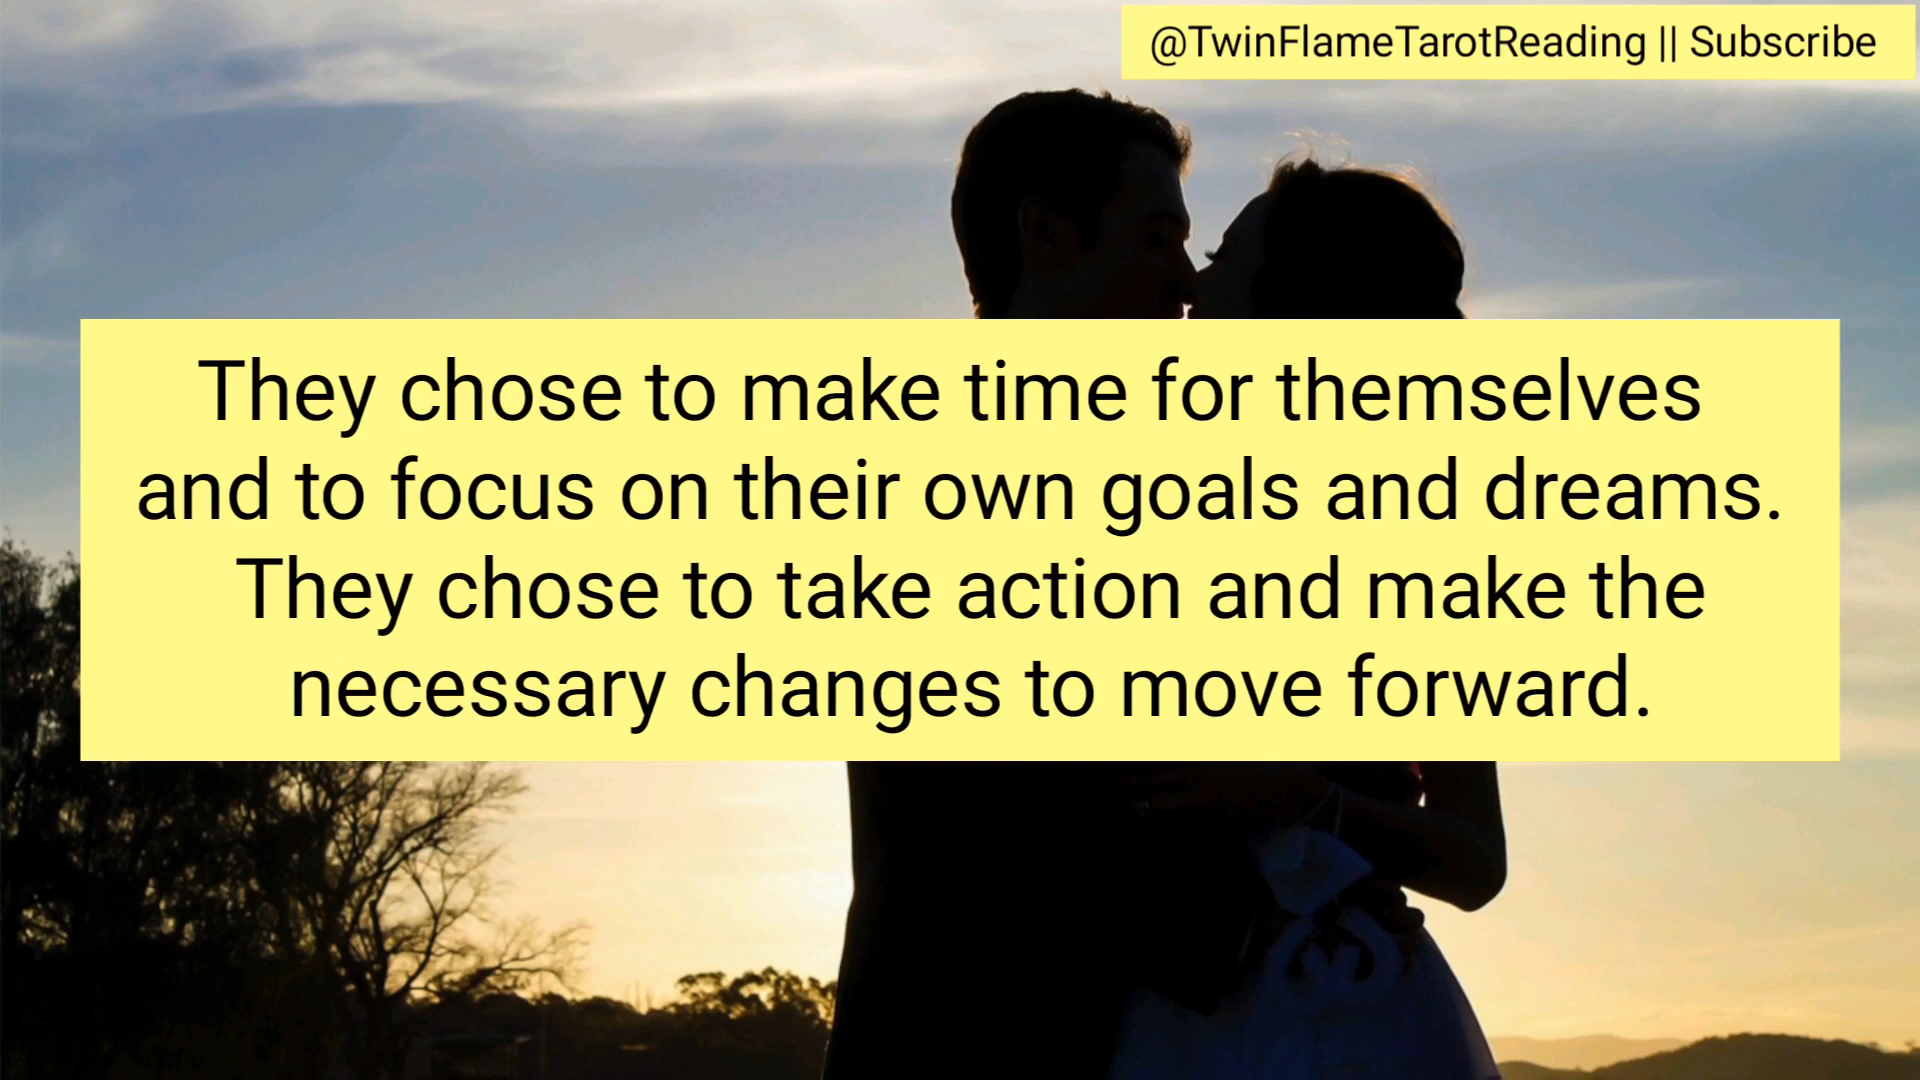 @TwinFlameTarotReading || Subscribe
They chose to make time for themselves
and to focus on their own goals and dreams.
They chose to take action and make the
necessary changes to move forward.